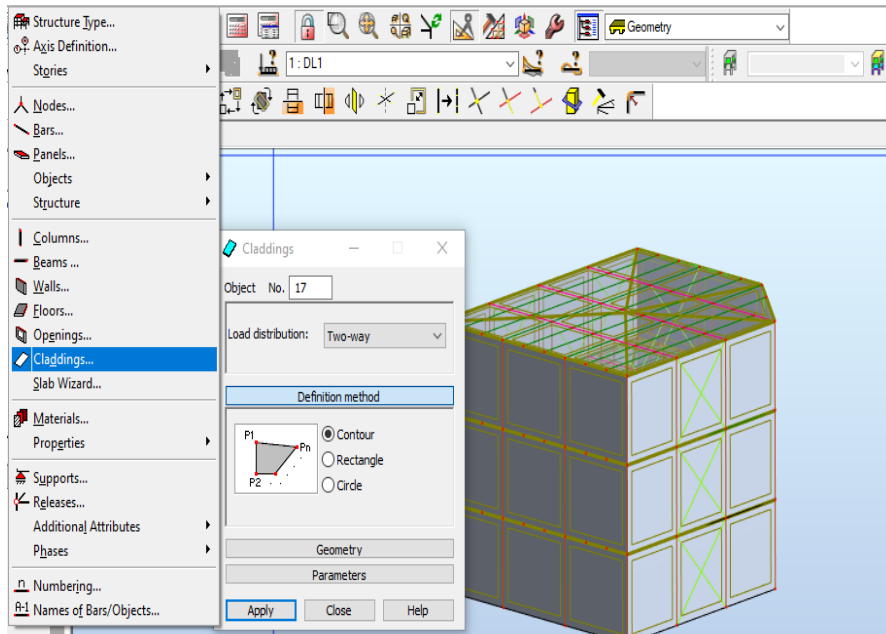 Structure Type...
Axis Definition...
Stories
Nodes...
Bars...
Panels...
Objects
Structure
Columns...
Beams ...
Walls...
Floors...
Openings...
Claddings...
Slab Wizard...
Materials...
Properties
Supports...
Releases...
Additional Attributes
Phases
Numbering...
Names of Bars/Objects...
Geometry
1 : DL1
Claddings
Object No. 17
Load distribution: Two-way
Definition method
P1
Pn
P2
Contour
Rectangle
Circle
Geometry
Parameters
Apply Close Help